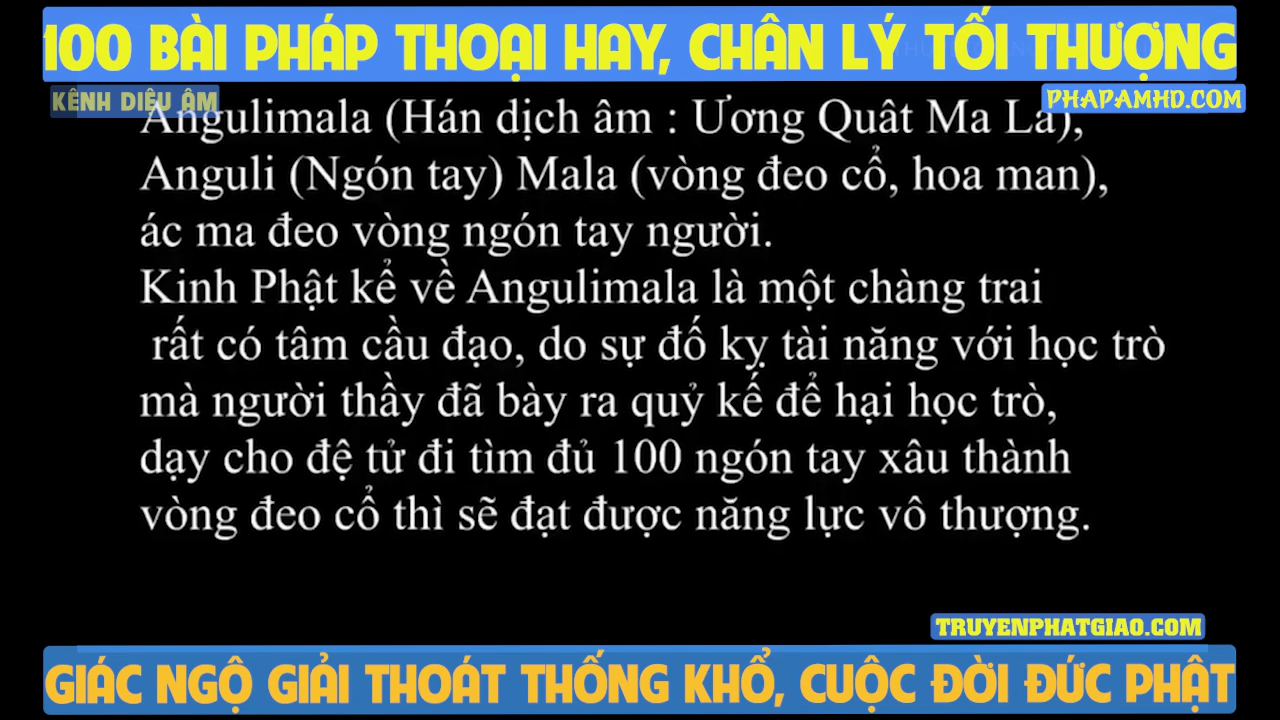 100 BÀI PHÁP THOẠI HAY, CHÂN LÝ TỐI THƯỢNG
KÊNH DIỆU ÂM
PHAPAMHD.COM
Angulimala (Hán dịch âm : Ương Quât Ma La),
Anguli (Ngón tay) Mala (vòng đeo cổ, hoa man),
ác ma đeo vòng ngón tay người.
Kinh Phật kể về Angulimala là một chàng trai
rất có tâm cầu đạo, do sự đố kỵ tài năng với học trò
mà người thầy đã bày ra quỷ kế để hại học trò,
dạy cho đệ tử đi tìm đủ 100 ngón tay xâu thành
vòng đeo cổ thì sẽ đạt được năng lực vô thượng.
TRUYENPHATGIAO.COM
GIÁC NGỘ GIẢI THOÁT THỐNG KHỔ, CUỘC ĐỜI ĐỨC PHẬT